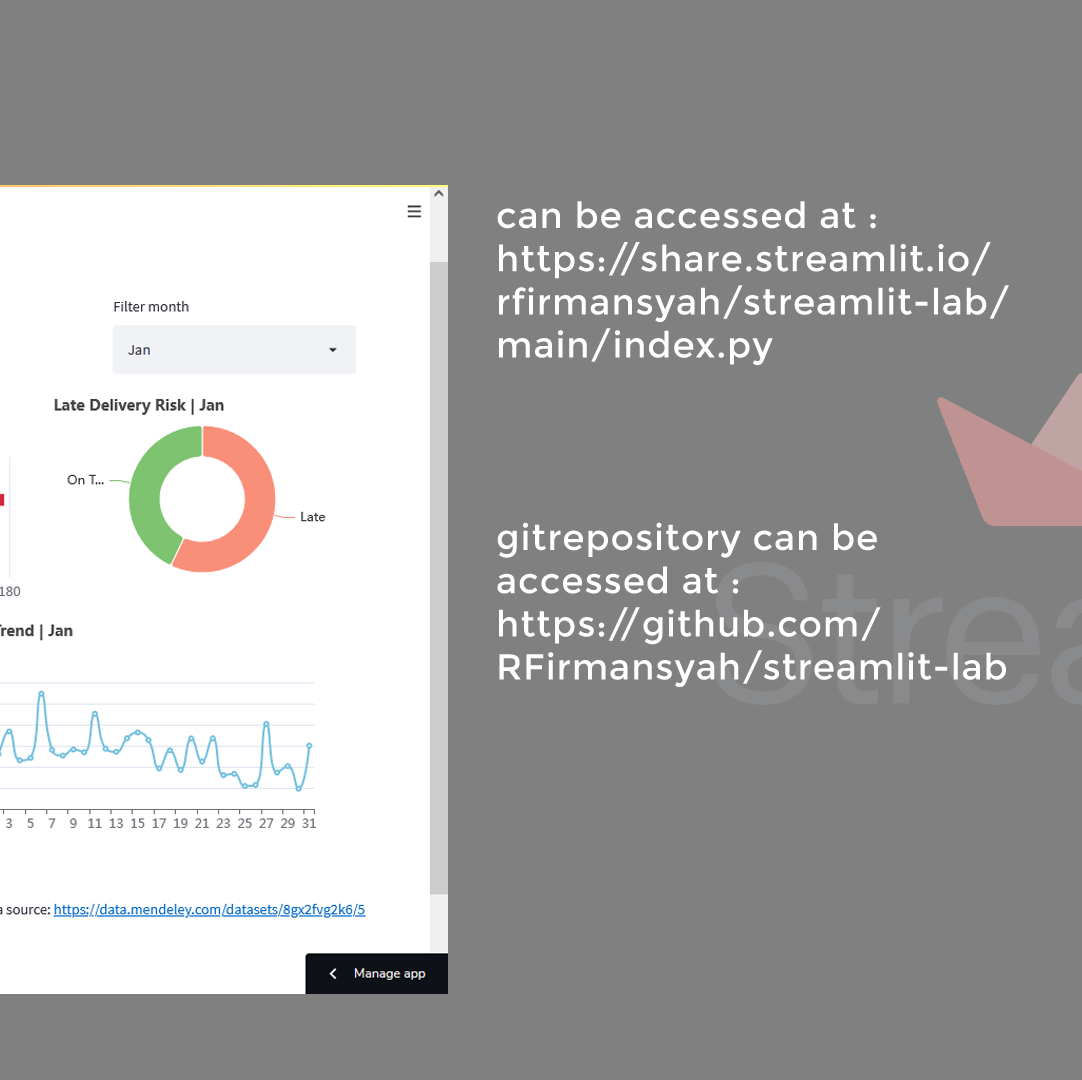 can be accessed at :
https://share.streamlit.io/
rfirmansyah/streamlit-lab/
main/index.py
Filter month
Jan
Late Delivery Risk | Jan
On T...
Late
180
Trend | Jan
3 5 7 9 11 13 15 17 19 21 23 25 27 29 31
gitrepository can be
accessed at :
https://github.com/
RFirmansyah/streamlit-lab
Strea
a source: https://data.mendeley.com/datasets/8gx2fvg2k6/5
Manage app